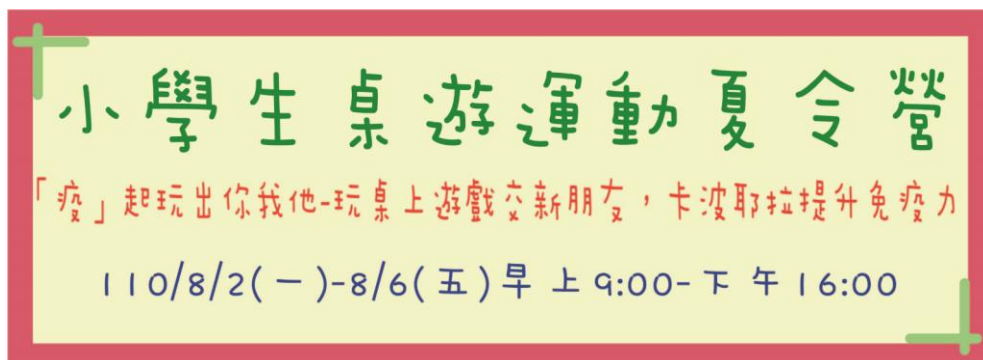 小學生桌遊運動夏令營
「疫」起玩出你我他-玩桌上遊戲交新朋友，卡波耶拉提升免疫力
110/8/2(一)-8/6(五)早上9:00-下午16:00